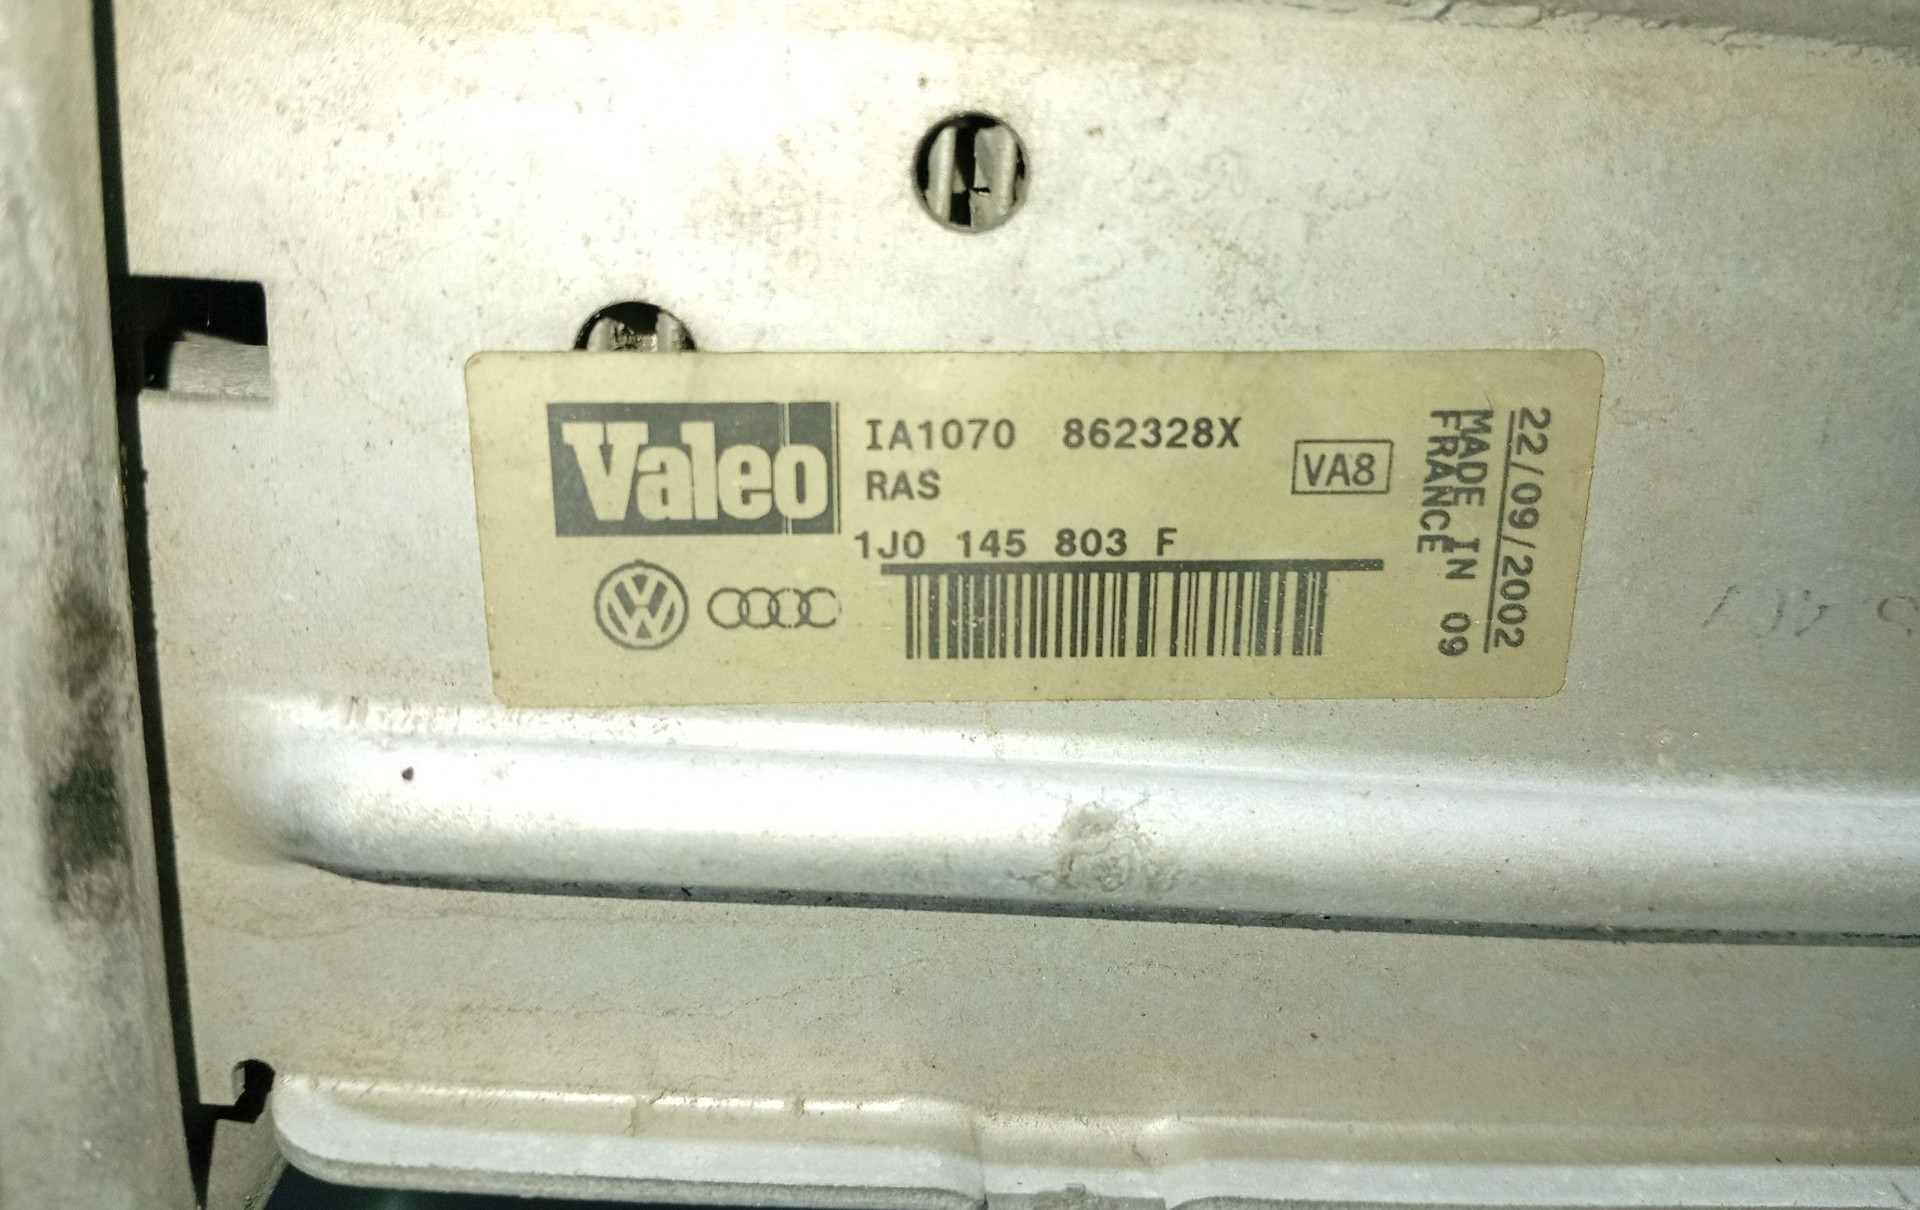 Valeo
IA1070 862328X
RAS
VA8
1J0 145 803 F
22/09/2002
MADE IN 09
FRANCE